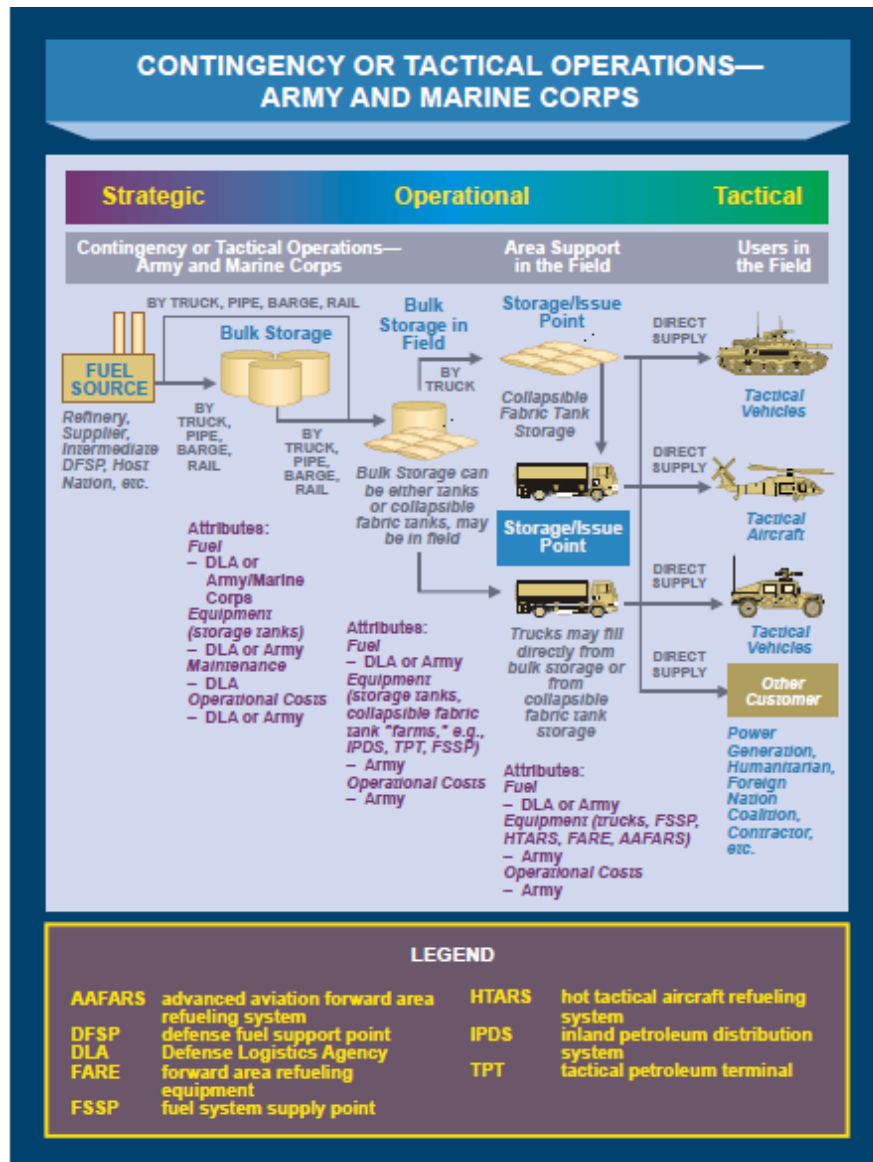 CONTINGENCY OR TACTICAL OPERATIONS—
ARMY AND MARINE CORPS
Strategic
Operational
Tactical
Contingency or Tactical Operations—
Army and Marine Corps
Area Support
in the Field
Users in
the Field
BY TRUCK, PIPE, BARGE, RAIL
Bulk Storage
FUEL
SOURCE
Refinery,
Supplier,
Intermediate
DFSP, Host
Nation, etc.
BY
TRUCK,
PIPE,
BARGE,
RAIL
BY
TRUCK,
PIPE,
BARGE,
RAIL
Bulk
Storage in
Field
BY
TRUCK
Bulk Storage can
be either tanks
or collapsible
fabric tanks, may
be in field
Storage/Issue
Point
Collapsible
Fabric Tank
Storage
Storage/Issue
Point
Trucks may fill
directly from
bulk storage or
from
collapsible
fabric tank
storage
DIRECT
SUPPLY
Tactical
Vehicles
DIRECT
SUPPLY
Tactical
Aircraft
DIRECT
SUPPLY
Tactical
Vehicles
DIRECT
SUPPLY
Other
Customer
Power
Generation,
Humanitarian,
Foreign
Nation
Coalition,
Contractor,
etc.
Attributes:
Fuel
– DLA or
Army/Marine
Corps
Equipment
(storage tanks)
– DLA or Army
Maintenance
– DLA
Operational Costs
– DLA or Army
Attributes:
Fuel
– DLA or Army
Equipment
(storage tanks,
collapsible fabric
tank "farms," e.g.,
IPDS, TPT, FSSP)
– Army
Operational Costs
– Army
Attributes:
Fuel
– DLA or Army
Equipment (trucks, FSSP,
HTARS, FARE, AAFARS)
– Army
Operational Costs
– Army
LEGEND
AAFARS advanced aviation forward area
refueling system
DFSP defense fuel support point
DLA Defense Logistics Agency
FARE forward area refueling
equipment
FSSP fuel system supply point
HTARS hot tactical aircraft refueling
system
IPDS inland petroleum distribution
system
TPT tactical petroleum terminal